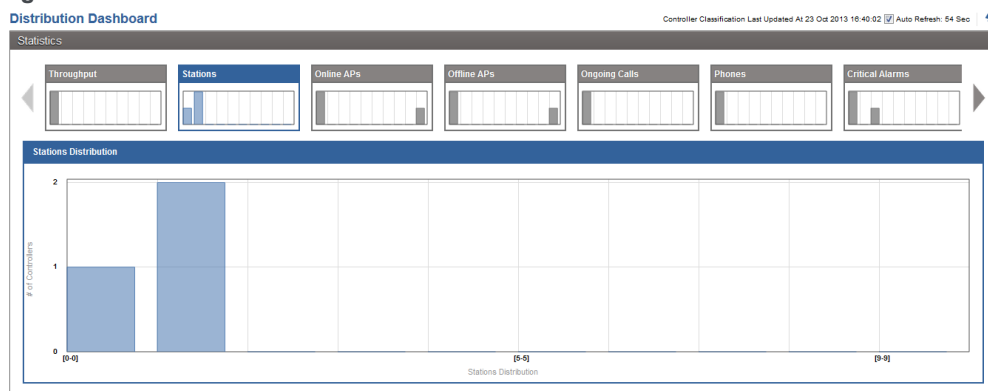 Distribution Dashboard
Controller Classification Last Updated At 23 Oct 2013 16:40:02 Auto Refresh: 54 Sec
Statistics
Throughput
Stations
Online APs
Offline APs
Ongoing Calls
Phones
Critical Alarms
Stations Distribution
2
1
0
# of Controllers
[0-0]
[5-5]
[9-9]
Stations Distribution